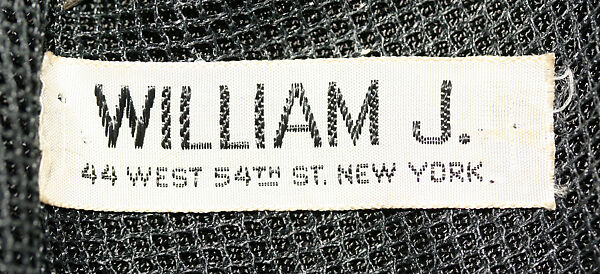 WILLIAM J.
44 WEST 54TH ST. NEW YORK.